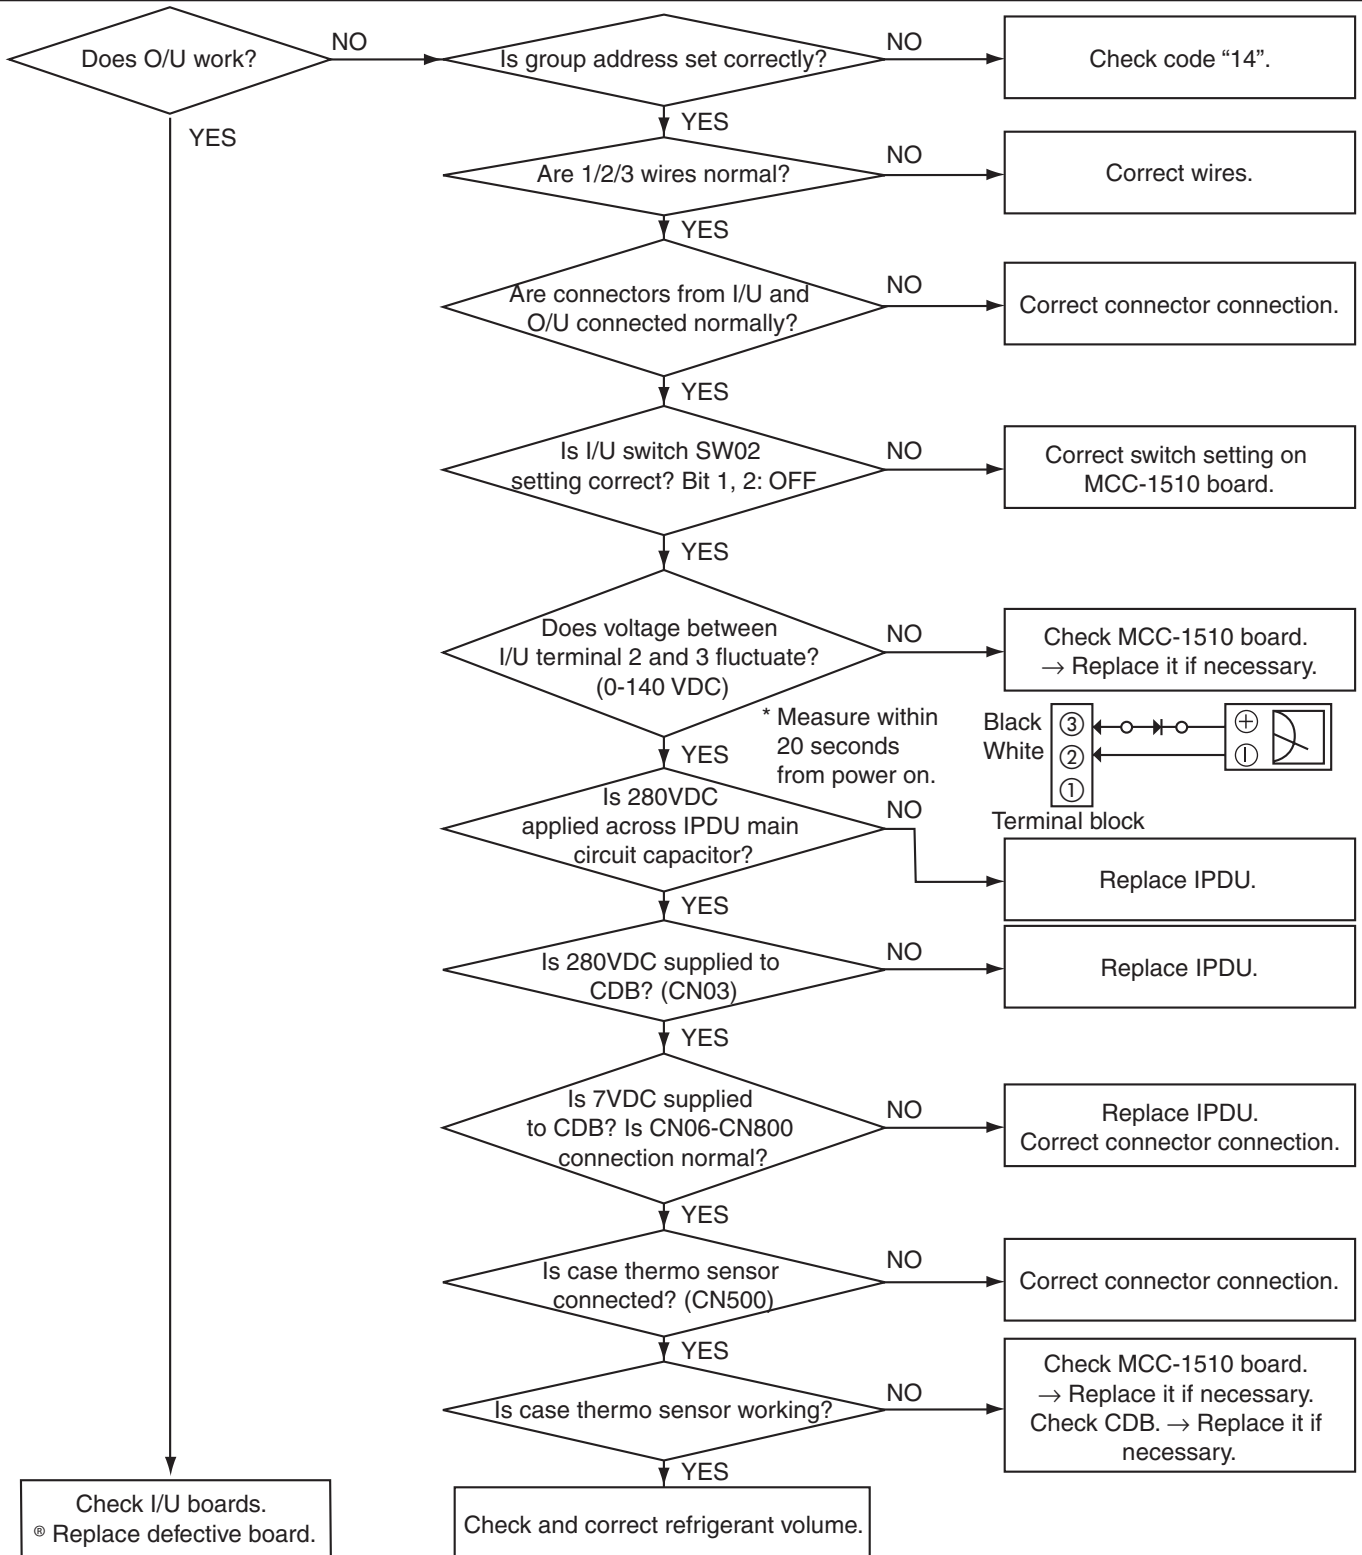 Does O/U work?
NO
Is group address set correctly?
NO
Check code “14”.
YES
YES
Are 1/2/3 wires normal?
NO
Correct wires.
YES
Are connectors from I/U and
O/U connected normally?
NO
Correct connector connection.
YES
Is I/U switch SW02
setting correct? Bit 1, 2: OFF
NO
Correct switch setting on
MCC-1510 board.
YES
Does voltage between
I/U terminal 2 and 3 fluctuate?
(0-140 VDC)
NO
Check MCC-1510 board.
→ Replace it if necessary.
* Measure within
20 seconds
from power on.
Black
White
③
②
①
Terminal block
YES
Is 280VDC
applied across IPDU main
circuit capacitor?
NO
Replace IPDU.
YES
Is 280VDC supplied to
CDB? (CN03)
NO
Replace IPDU.
YES
Is 7VDC supplied
to CDB? Is CN06-CN800
connection normal?
NO
Replace IPDU.
Correct connector connection.
YES
Is case thermo sensor
connected? (CN500)
NO
Correct connector connection.
YES
Is case thermo sensor working?
NO
Check MCC-1510 board.
→ Replace it if necessary.
Check CDB. → Replace it if
necessary.
YES
Check I/U boards.
® Replace defective board.
Check and correct refrigerant volume.